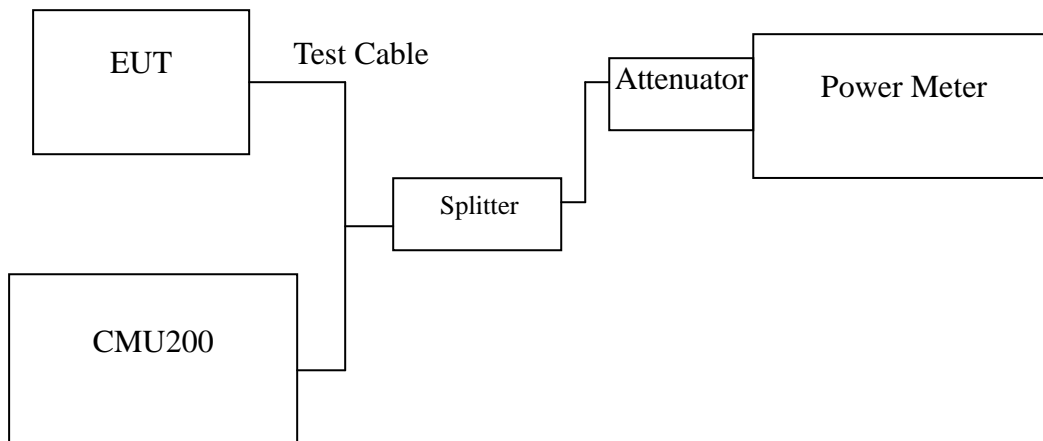 EUT
Test Cable
Attenuator
Power Meter
Splitter
CMU200